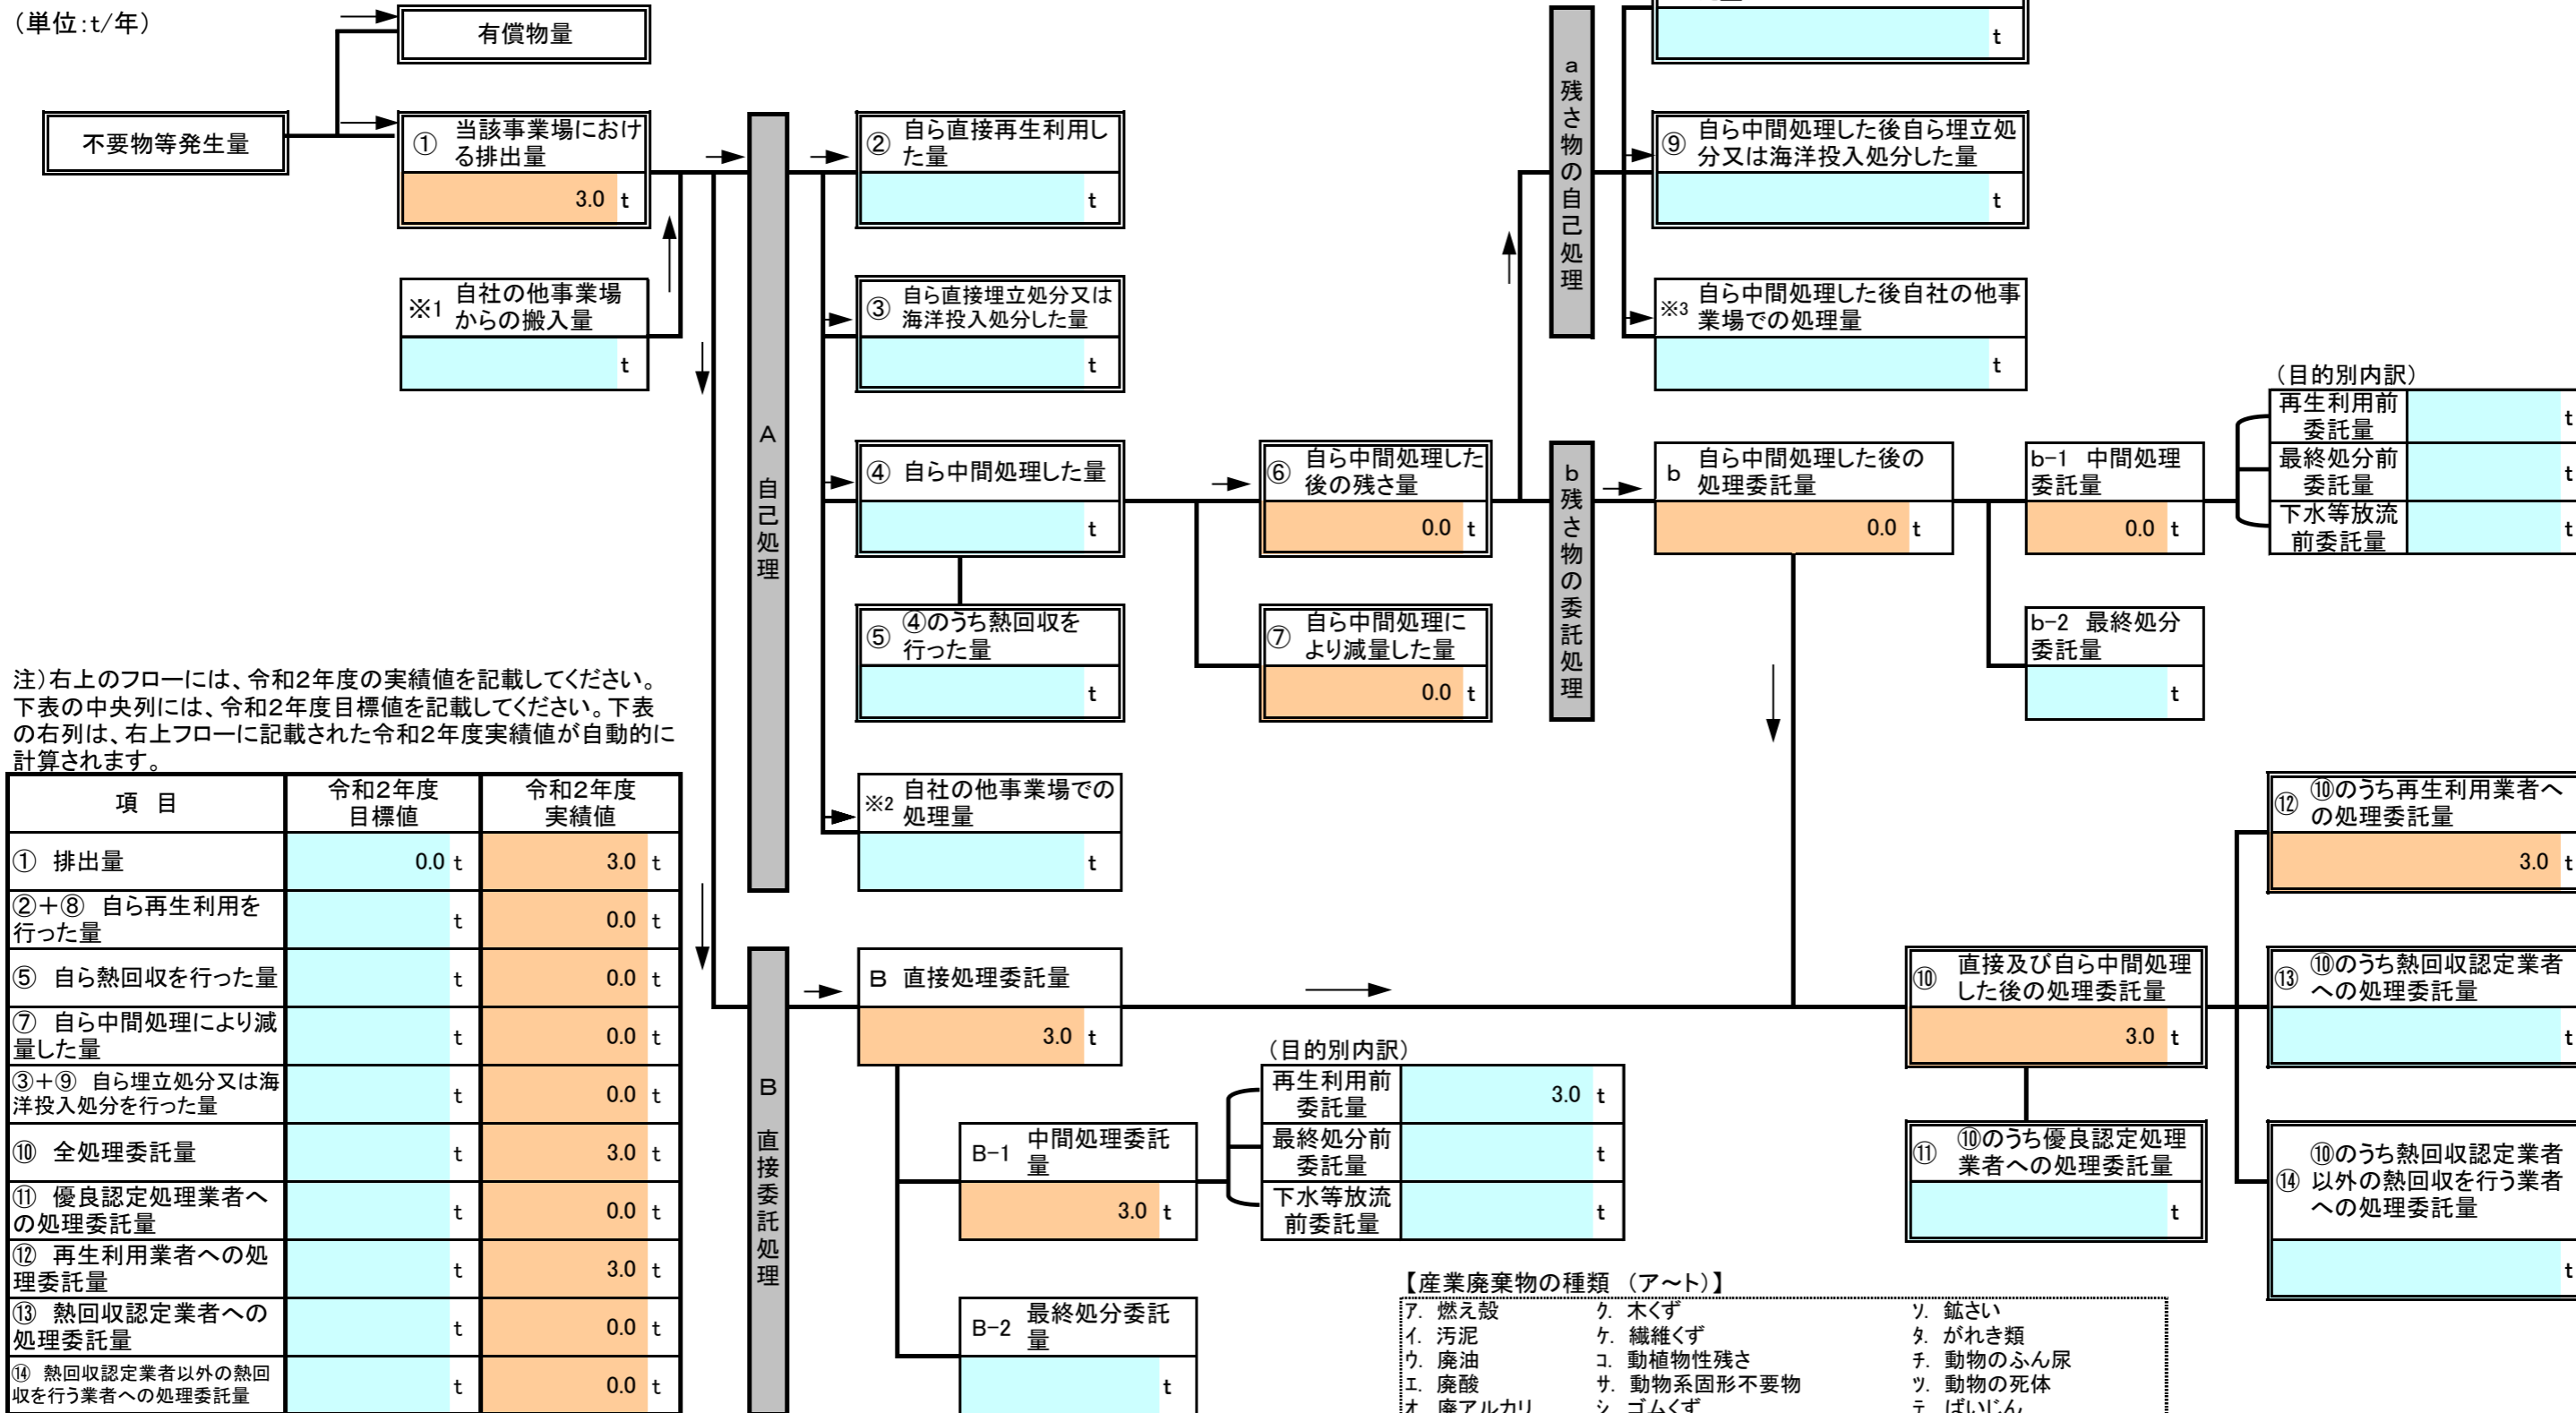 （単位：t/年）
有償物量
不要物等発生量
① 当該事業場におけ
る排出量
3.0 t
※1 自社の他事業場
からの搬入量
t
A 自己処理
② 自ら直接再生利用し
た量
t
③ 自ら直接埋立処分又は
海洋投入処分した量
t
④ 自ら中間処理した量
t
⑤ ④のうち熱回収を
行った量
t
※2 自社の他事業場での
処理量
t
⑥ 自ら中間処理した
後の残さ量
0.0 t
⑦ 自ら中間処理に
より減量した量
0.0 t
a 残さ物の自己処理
t
⑨ 自ら中間処理した後自ら埋立処
分又は海洋投入処分した量
t
※3 自ら中間処理した後自社の他事
業場での処理量
t
b 残さ物の委託処理
b 自ら中間処理した後の
処理委託量
0.0 t
b-1 中間処理
委託量
0.0 t
b-2 最終処分
委託量
t
（目的別内訳）
再生利用前
委託量
t
最終処分前
委託量
t
下水等放流
前委託量
t
注）右上のフローには、令和２年度の実績値を記載してください。
下表の中央列には、令和２年度目標値を記載してください。下表
の右列は、右上フローに記載された令和２年度実績値が自動的に
計算されます。
項 目 令和２年度 目標値 令和２年度 実績値
① 排出量 0.0 t 3.0 t
②＋⑧ 自ら再生利用を
行った量 t 0.0 t
⑤ 自ら熱回収を行った量 t 0.0 t
⑦ 自ら中間処理により減
量した量 t 0.0 t
③＋⑨ 自ら埋立処分又は海
洋投入処分を行った量 t 0.0 t
⑩ 全処理委託量 t 3.0 t
⑪ 優良認定処理業者へ
の処理委託量 t 0.0 t
⑫ 再生利用業者への処
理委託量 t 3.0 t
⑬ 熱回収認定業者への
処理委託量 t 0.0 t
⑭ 熱回収認定業者以外の熱回
収を行う業者への処理委託量 t 0.0 t
B 直接委託処理
B 直接処理委託量
3.0 t
B-1 中間処理委託
量
3.0 t
B-2 最終処分委託
量
t
（目的別内訳）
再生利用前
委託量
3.0 t
最終処分前
委託量
t
下水等放流
前委託量
t
⑩ 直接及び自ら中間処理
した後の処理委託量
3.0 t
⑪ ⑩のうち優良認定処理
業者への処理委託量
t
⑫ ⑩のうち再生利用業者へ
の処理委託量
3.0 t
⑬ ⑩のうち熱回収認定業者
への処理委託量
t
⑭ ⑩のうち熱回収認定業者
以外の熱回収を行う業者
への処理委託量
t
【産業廃棄物の種類 （ア～ト）】
ｱ. 燃え殻 ｸ. 木くず ｿ. 鉱さい
ｲ. 汚泥 ｹ. 繊維くず ﾀ. がれき類
ｳ. 廃油 ｺ. 動植物性残さ ﾁ. 動物のふん尿
ｴ. 廃酸 ｻ. 動物系固形不要物 ﾂ. 動物の死体
ｵ. 廃アルカリ ｼ. ゴムくず ﾃ. ばいじん